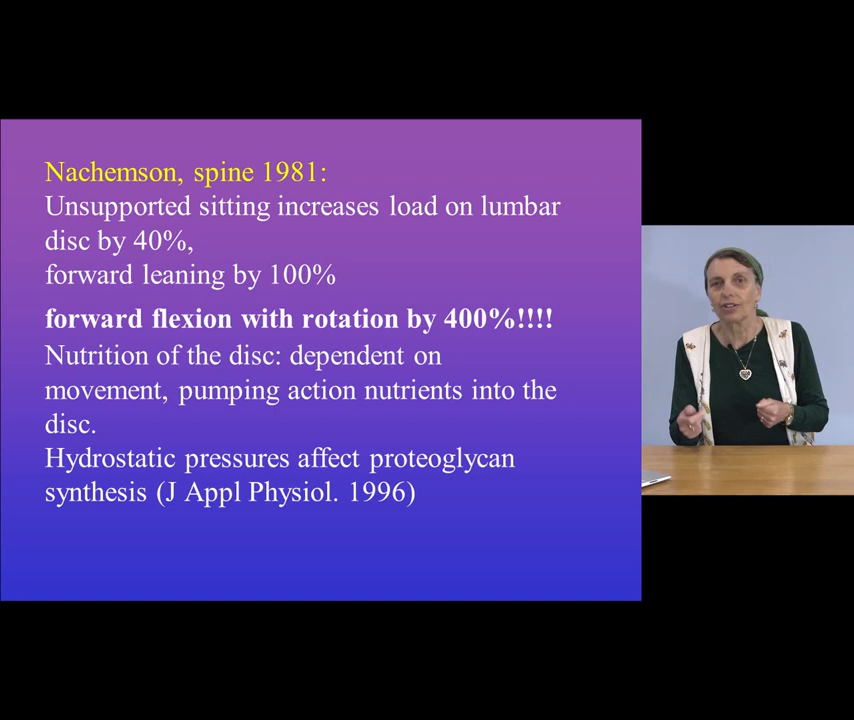 Nachemson, spine 1981:
Unsupported sitting increases load on lumbar
disc by 40%,
forward leaning by 100%
forward flexion with rotation by 400%!!!!
Nutrition of the disc: dependent on
movement, pumping action nutrients into the
disc.
Hydrostatic pressures affect proteoglycan
synthesis (J Appl Physiol. 1996)